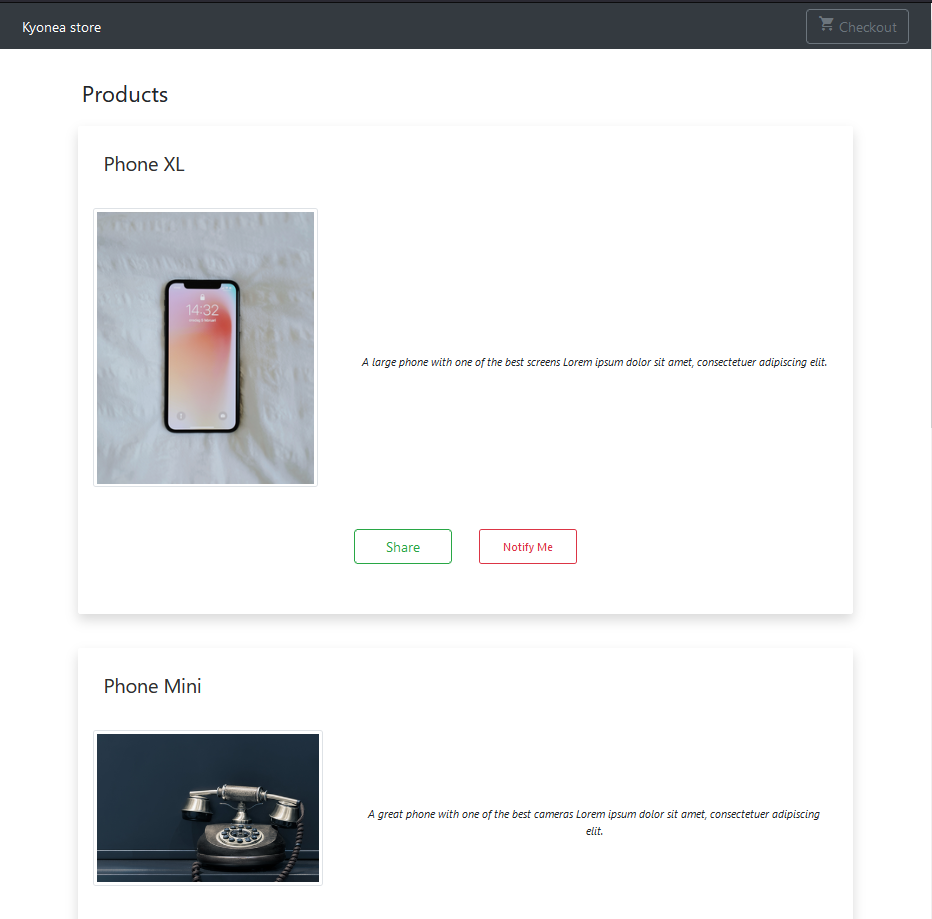 Kyonea store
Checkout
Products
Phone XL
14:32
A large phone with one of the best screens Lorem ipsum dolor sit amet, consectetuer adipiscing elit.
Share
Notify Me
Phone Mini
A great phone with one of the best cameras Lorem ipsum dolor sit amet, consectetuer adipiscing
elit.